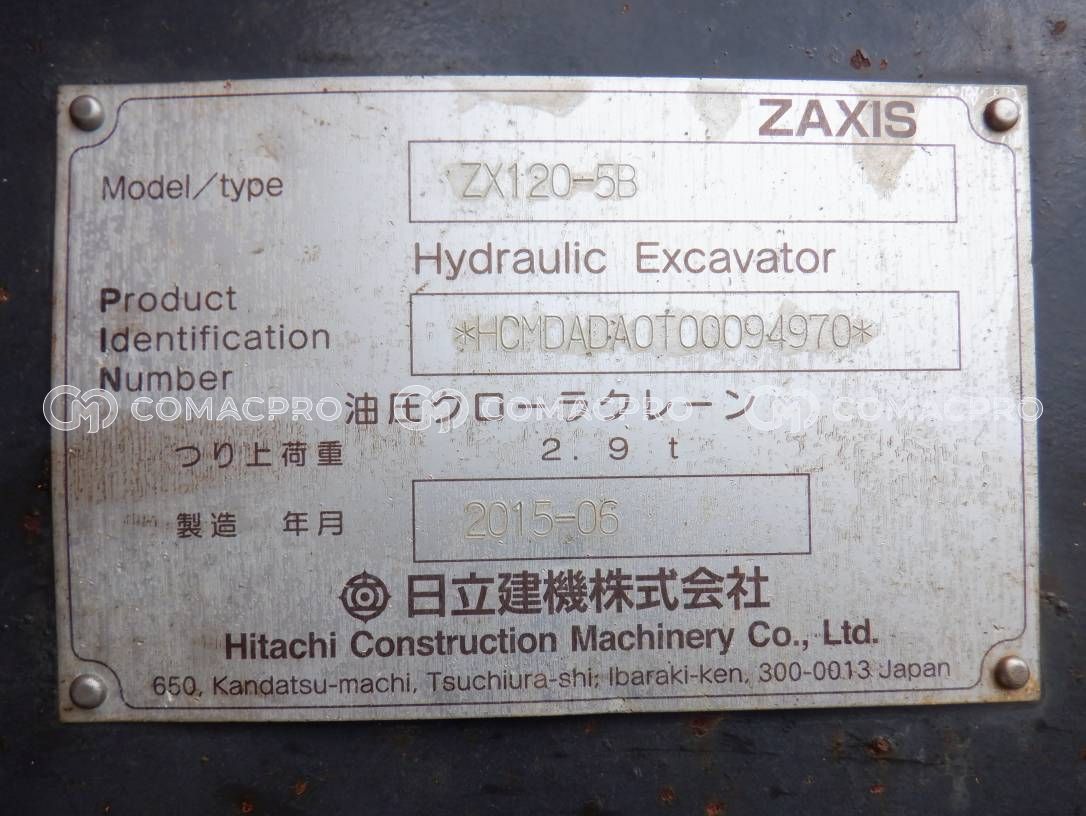 ZAXIS
Model/type ZX120-5B
Hydraulic Excavator
Product
Identification *HCMDADA0T00094970*
Number
COMACPRO COMACPRO COMACPRO
油圧クローラクレーン
つり上荷重 2.9 t
製造 年月 2015-06
日立建機株式会社
Hitachi Construction Machinery Co., Ltd.
650, Kandatsu-machi, Tsuchiura-shi, Ibaraki-ken, 300-0013 Japan